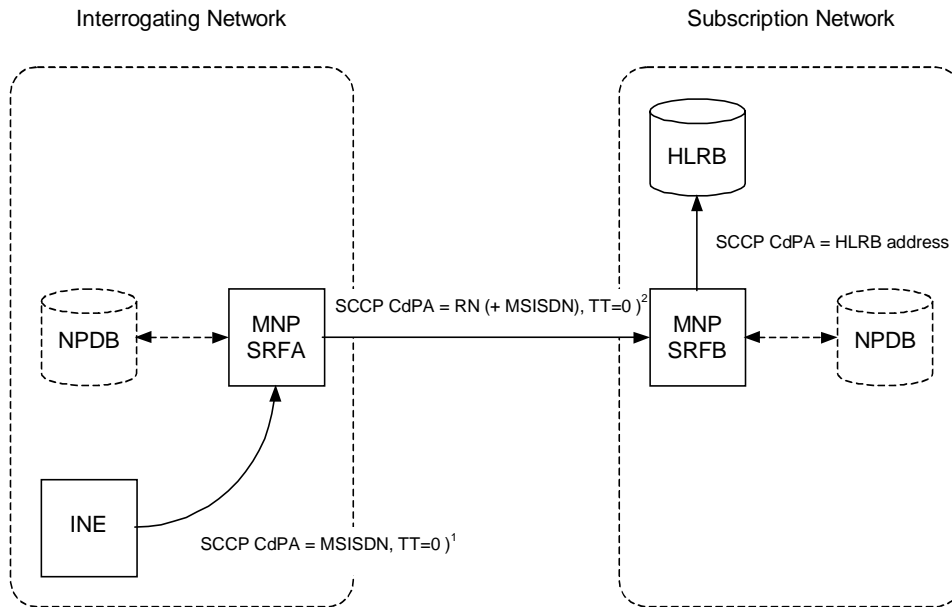 Interrogating Network
Subscription Network
HLRB
SCCP CdPA = HLRB address
SCCP CdPA = RN (+ MSISDN), TT=0 )²
NPDB
MNP
SRFA
MNP
SRFB
NPDB
INE
SCCP CdPA = MSISDN, TT=0 )¹